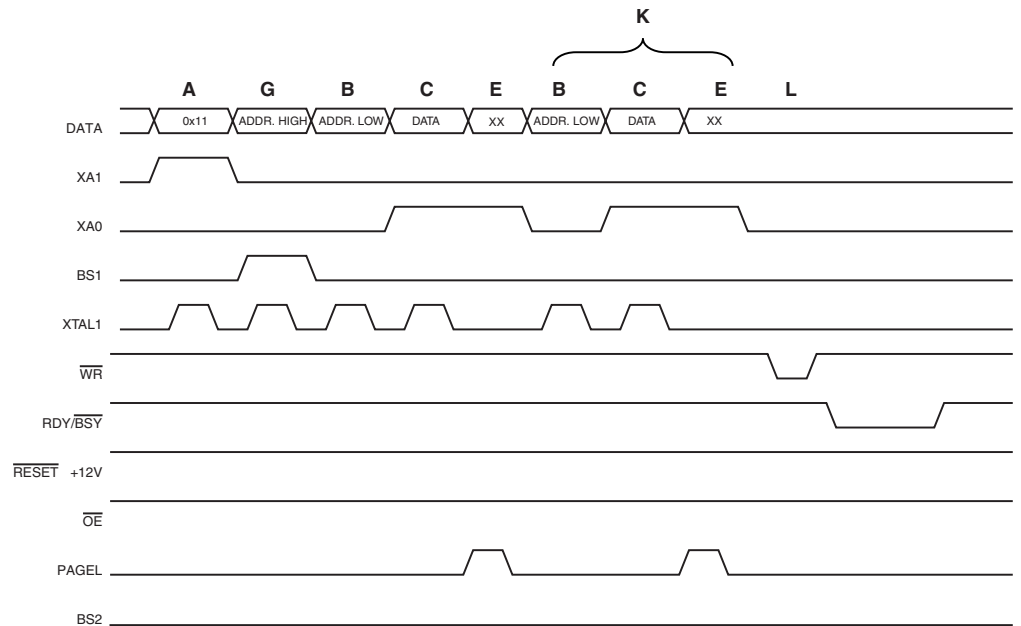 K
A G B C E B C E L
DATA 0x11 ADDR. HIGH ADDR. LOW DATA XX ADDR. LOW DATA XX
XA1
XA0
BS1
XTAL1
WR
RDY/BSY
RESET +12V
OE
PAGEL
BS2